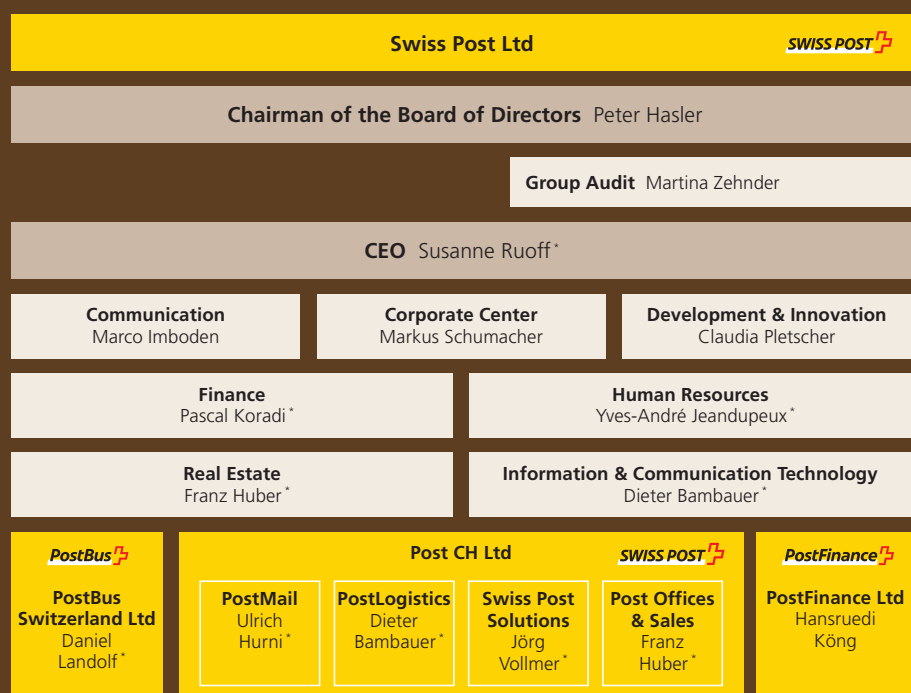 Swiss Post Ltd
SWISS POST
Chairman of the Board of Directors Peter Hasler
Group Audit Martina Zehnder
CEO Susanne Ruoff*
Communication
Marco Imboden
Corporate Center
Markus Schumacher
Development & Innovation
Claudia Pletscher
Finance
Pascal Koradi*
Human Resources
Yves-André Jeandupeux*
Real Estate
Franz Huber*
Information & Communication Technology
Dieter Bambauer*
PostBus
PostBus
Switzerland Ltd
Daniel
Landolf*
Post CH Ltd
SWISS POST
PostMail
Ulrich
Hurni*
PostLogistics
Dieter
Bambauer*
Swiss Post
Solutions
Jörg
Vollmer*
Post Offices
& Sales
Franz
Huber*
PostFinance
PostFinance Ltd
Hansruedi
Köng